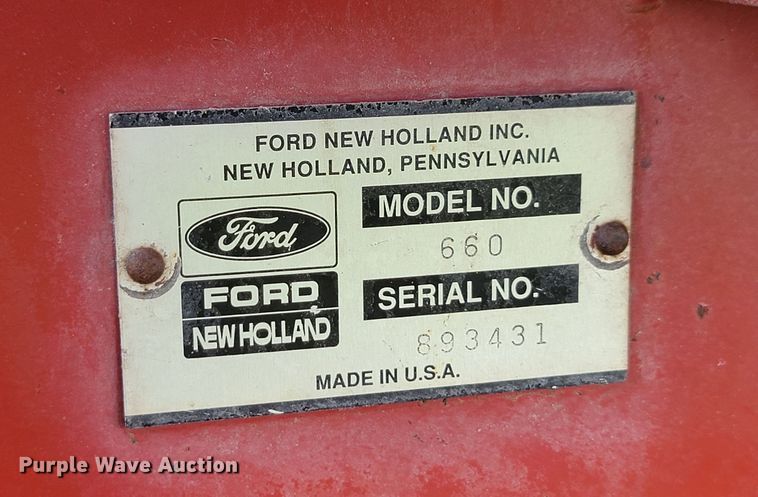 FORD NEW HOLLAND INC.
NEW HOLLAND, PENNSYLVANIA
Ford
FORD
NEW HOLLAND
MODEL NO.
660
SERIAL NO.
893431
MADE IN U.S.A.
Purple Wave Auction